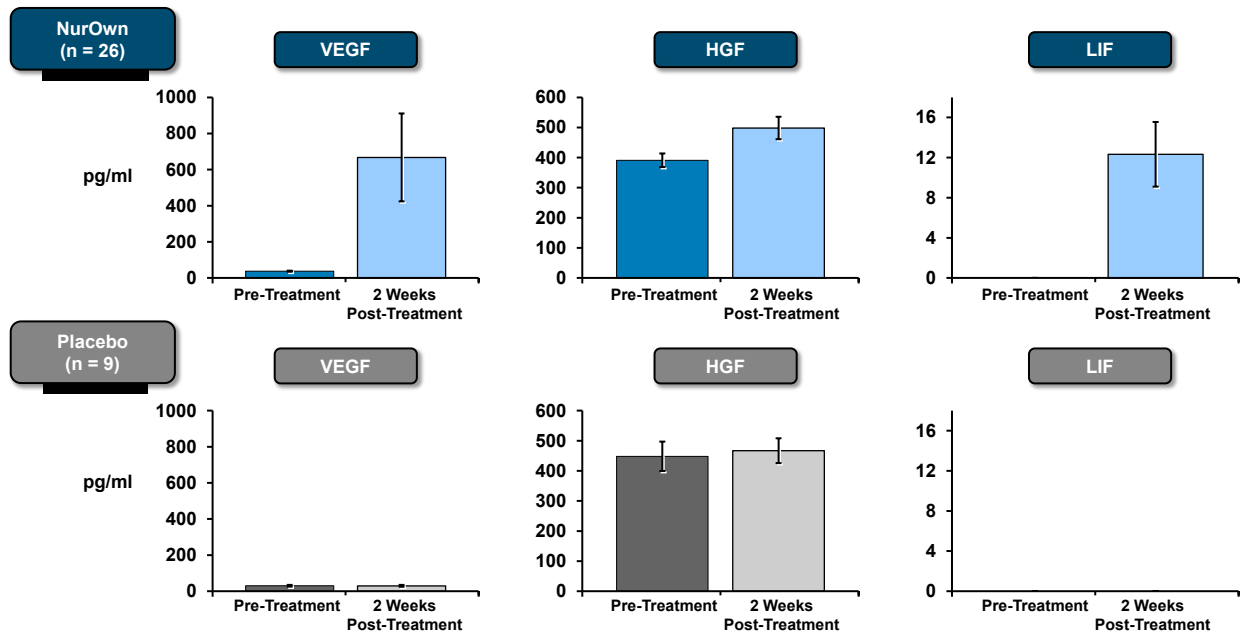 NurOwn
(n = 26)
VEGF
HGF
LIF
pg/ml
1000
800
600
400
200
0
Pre-Treatment
2 Weeks
Post-Treatment
600
500
400
300
200
100
0
Pre-Treatment
2 Weeks
Post-Treatment
16
12
8
4
0
Pre-Treatment
2 Weeks
Post-Treatment
Placebo
(n = 9)
VEGF
HGF
LIF
pg/ml
1000
800
600
400
200
0
Pre-Treatment
2 Weeks
Post-Treatment
600
500
400
300
200
100
0
Pre-Treatment
2 Weeks
Post-Treatment
16
12
8
4
0
Pre-Treatment
2 Weeks
Post-Treatment